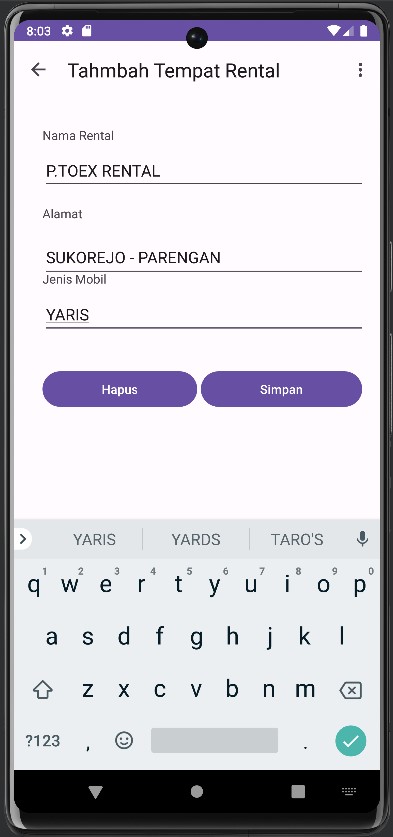 8:03
Tahmbah Tempat Rental
Nama Rental
P.TOEX RENTAL
Alamat
SUKOREJO - PARENGAN
Jenis Mobil
YARIS
Hapus Simpan
YARIS YARDS TARO'S
1 2 3 4 5 6 7 8 9 0
q w e r t y u i o p
a s d f g h j k l
z x c v b n m
?123 , .